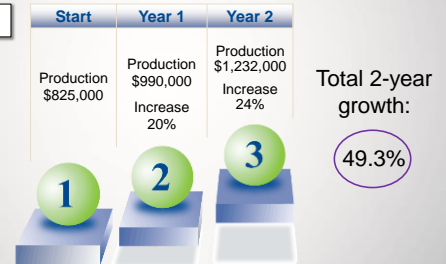 Start
Production
$825,000
Year 1
Production
$990,000
Increase
20%
Year 2
Production
$1,232,000
Increase
24%
1
2
3
Total 2-year
growth:
49.3%